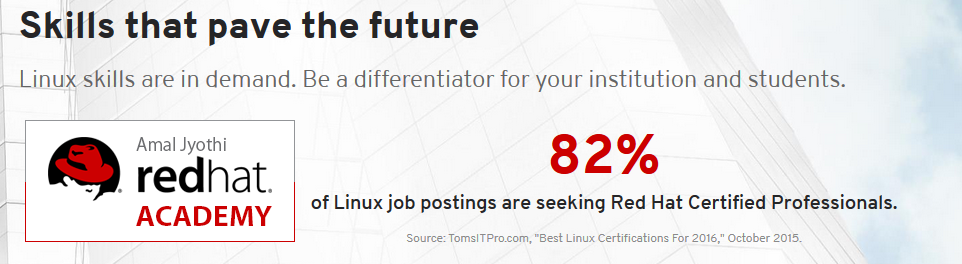 Skills that pave the future
Linux skills are in demand. Be a differentiator for your institution and students.
Amal Jyothi
redhat.
ACADEMY
82%
of Linux job postings are seeking Red Hat Certified Professionals.
Source: TomsITPro.com, "Best Linux Certifications For 2016," October 2015.